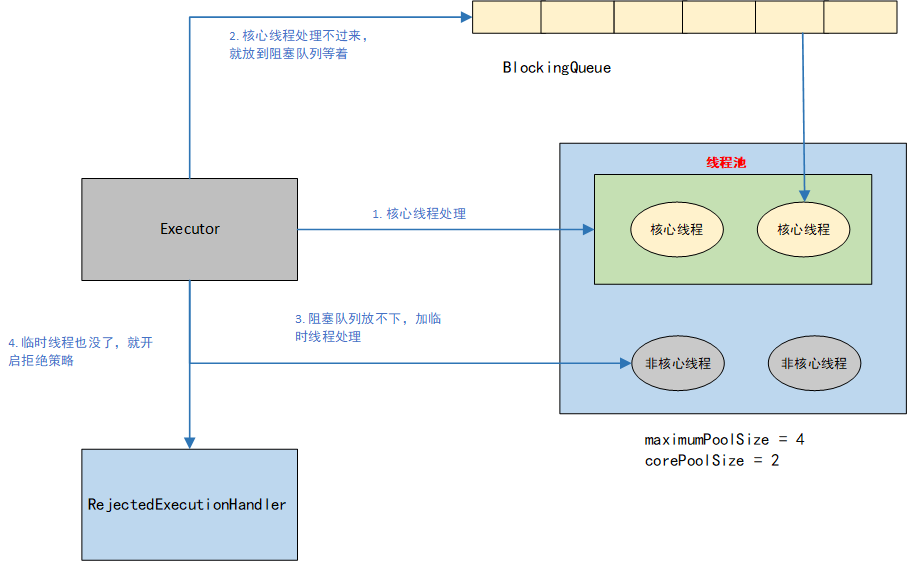 2. 核心线程处理不过来，
就放到阻塞队列等着
BlockingQueue
线程池
Executor
1. 核心线程处理
核心线程
核心线程
3. 阻塞队列放不下，加临
时线程处理
4. 临时线程也没了，就开
启拒绝策略
非核心线程
非核心线程
maximumPoolSize = 4
corePoolSize = 2
RejectedExecutionHandler